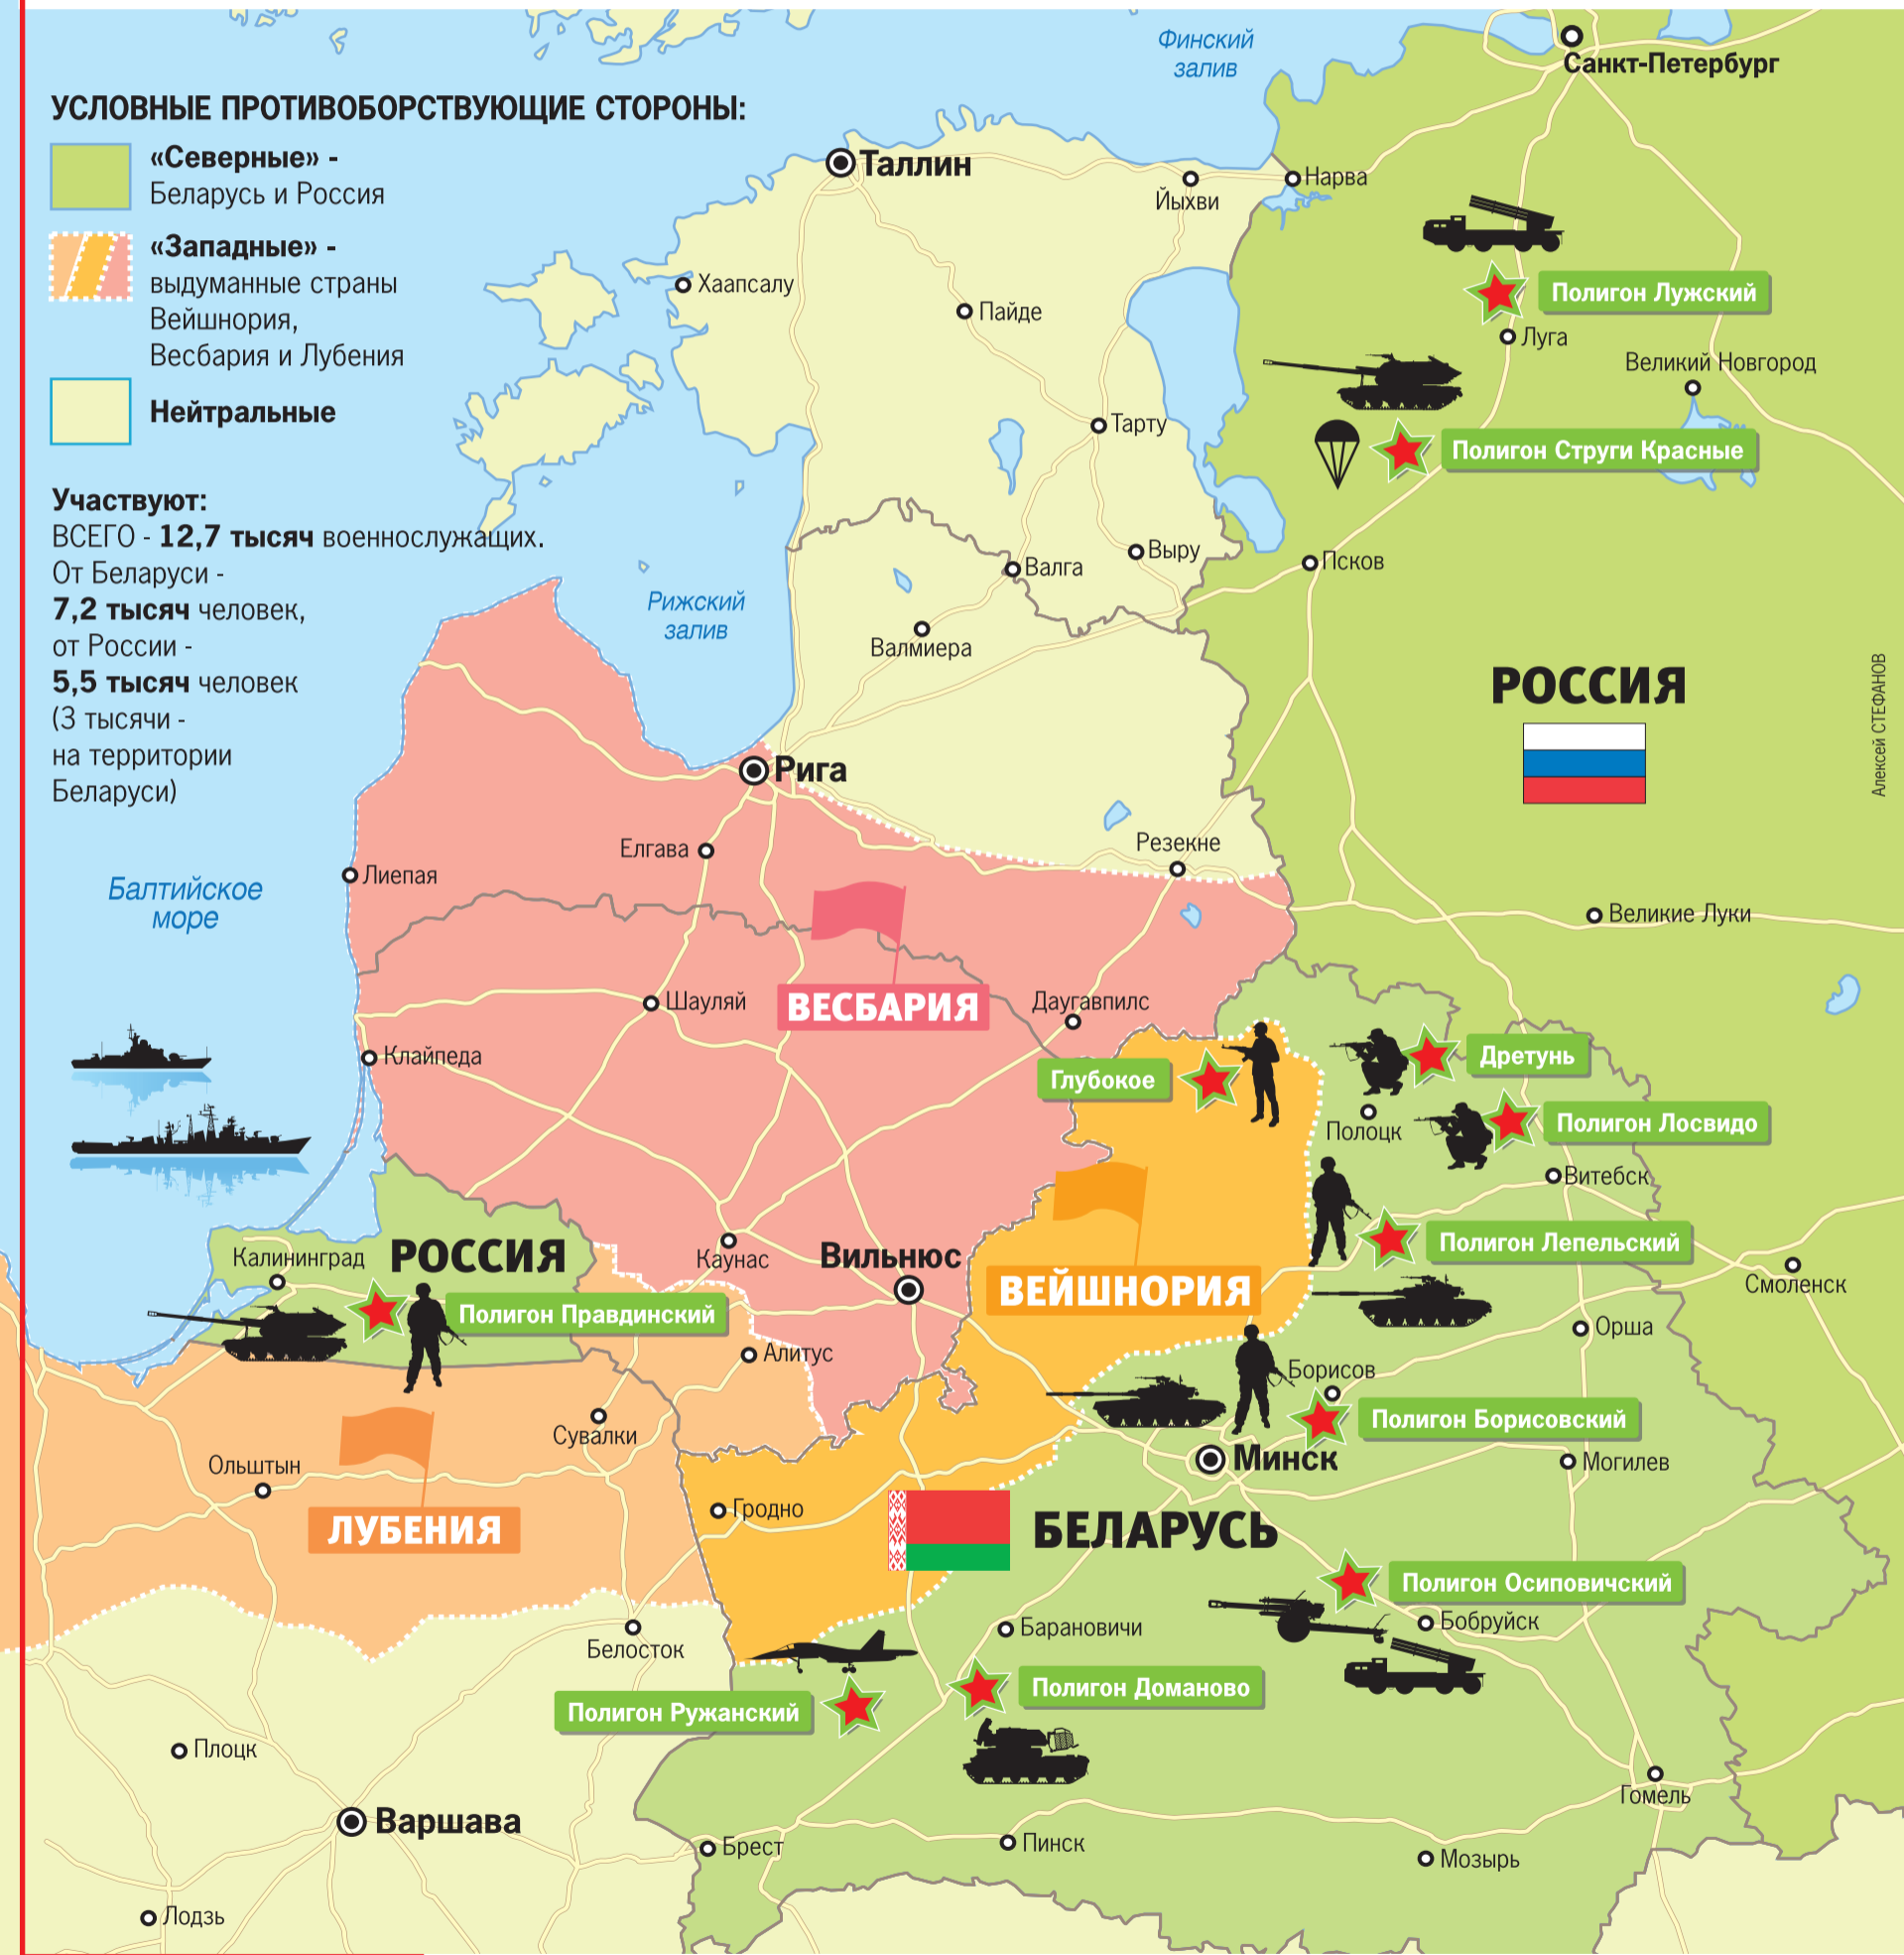 УСЛОВНЫЕ ПРОТИВОБОРСТВУЮЩИЕ СТОРОНЫ:
«Северные» -
Беларусь и Россия
«Западные» -
выдуманные страны
Вейшнория,
Весбария и Лубения
Нейтральные
Участвуют:
ВСЕГО - 12,7 тысяч военнослужащих.
От Беларуси -
7,2 тысяч человек,
от России -
5,5 тысяч человек
(3 тысячи -
на территории
Беларуси)
Финский
залив
Санкт-Петербург
Таллин
Йыхви
Нарва
Хаапсалу
Пайде
Полигон Лужский
Луга
Великий Новгород
Тарту
Полигон Струги Красные
Выру
Валга
Псков
Рижский
залив
Валмиера
РОССИЯ
Алексей СТЕФАНОВ
Рига
Елгава
Резекне
Лиепая
Балтийское
море
Великие Луки
ВЕСБАРИЯ
Шауляй
Даугавпилс
Клайпеда
Глубокое
Дретунь
Полоцк
Полигон Лосвидо
Витебск
Полигон Лепельский
Калининград
РОССИЯ
Каунас
Вильнюс
ВЕЙШНОРИЯ
Смоленск
Полигон Правдинский
Орша
Алитус
Борисов
Сувалки
Полигон Борисовский
Ольштын
Минск
Могилев
Гродно
ЛУБЕНИЯ
БЕЛАРУСЬ
Полигон Осиповичский
Белосток
Барановичи
Бобруйск
Полигон Ружанский
Полигон Доманово
Плоцк
Гомель
Варшава
Брест
Пинск
Мозырь
Лодзь